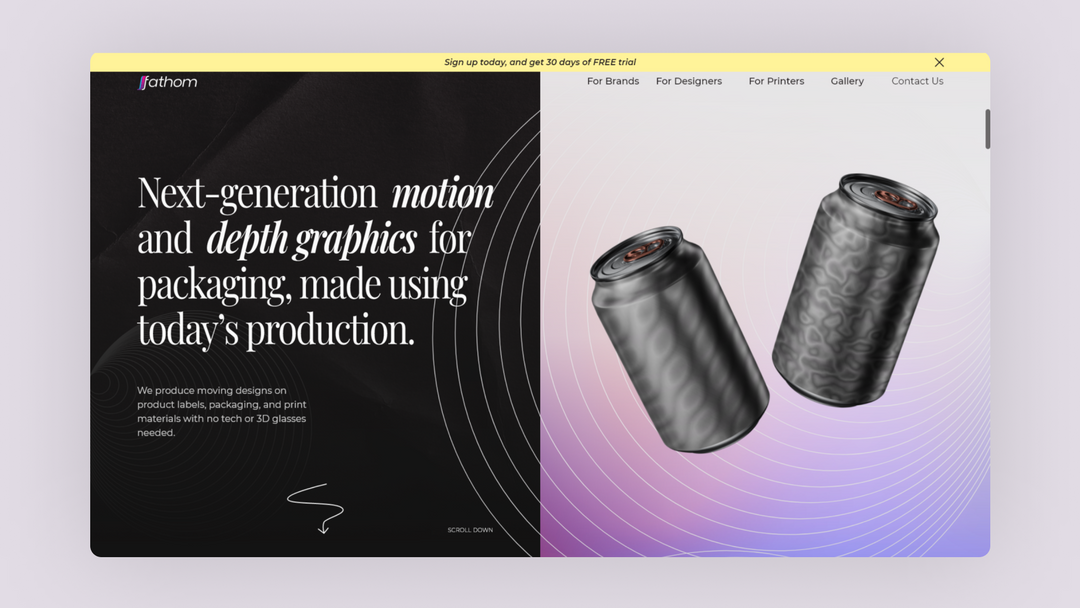 Sign up today, and get 30 days of FREE trial
fathom
For Brands For Designers For Printers Gallery Contact Us
Next-generation motion
and depth graphics for
packaging, made using
today’s production.
We produce moving designs on
product labels, packaging, and print
materials with no tech or 3D glasses
needed.
SCROLL DOWN